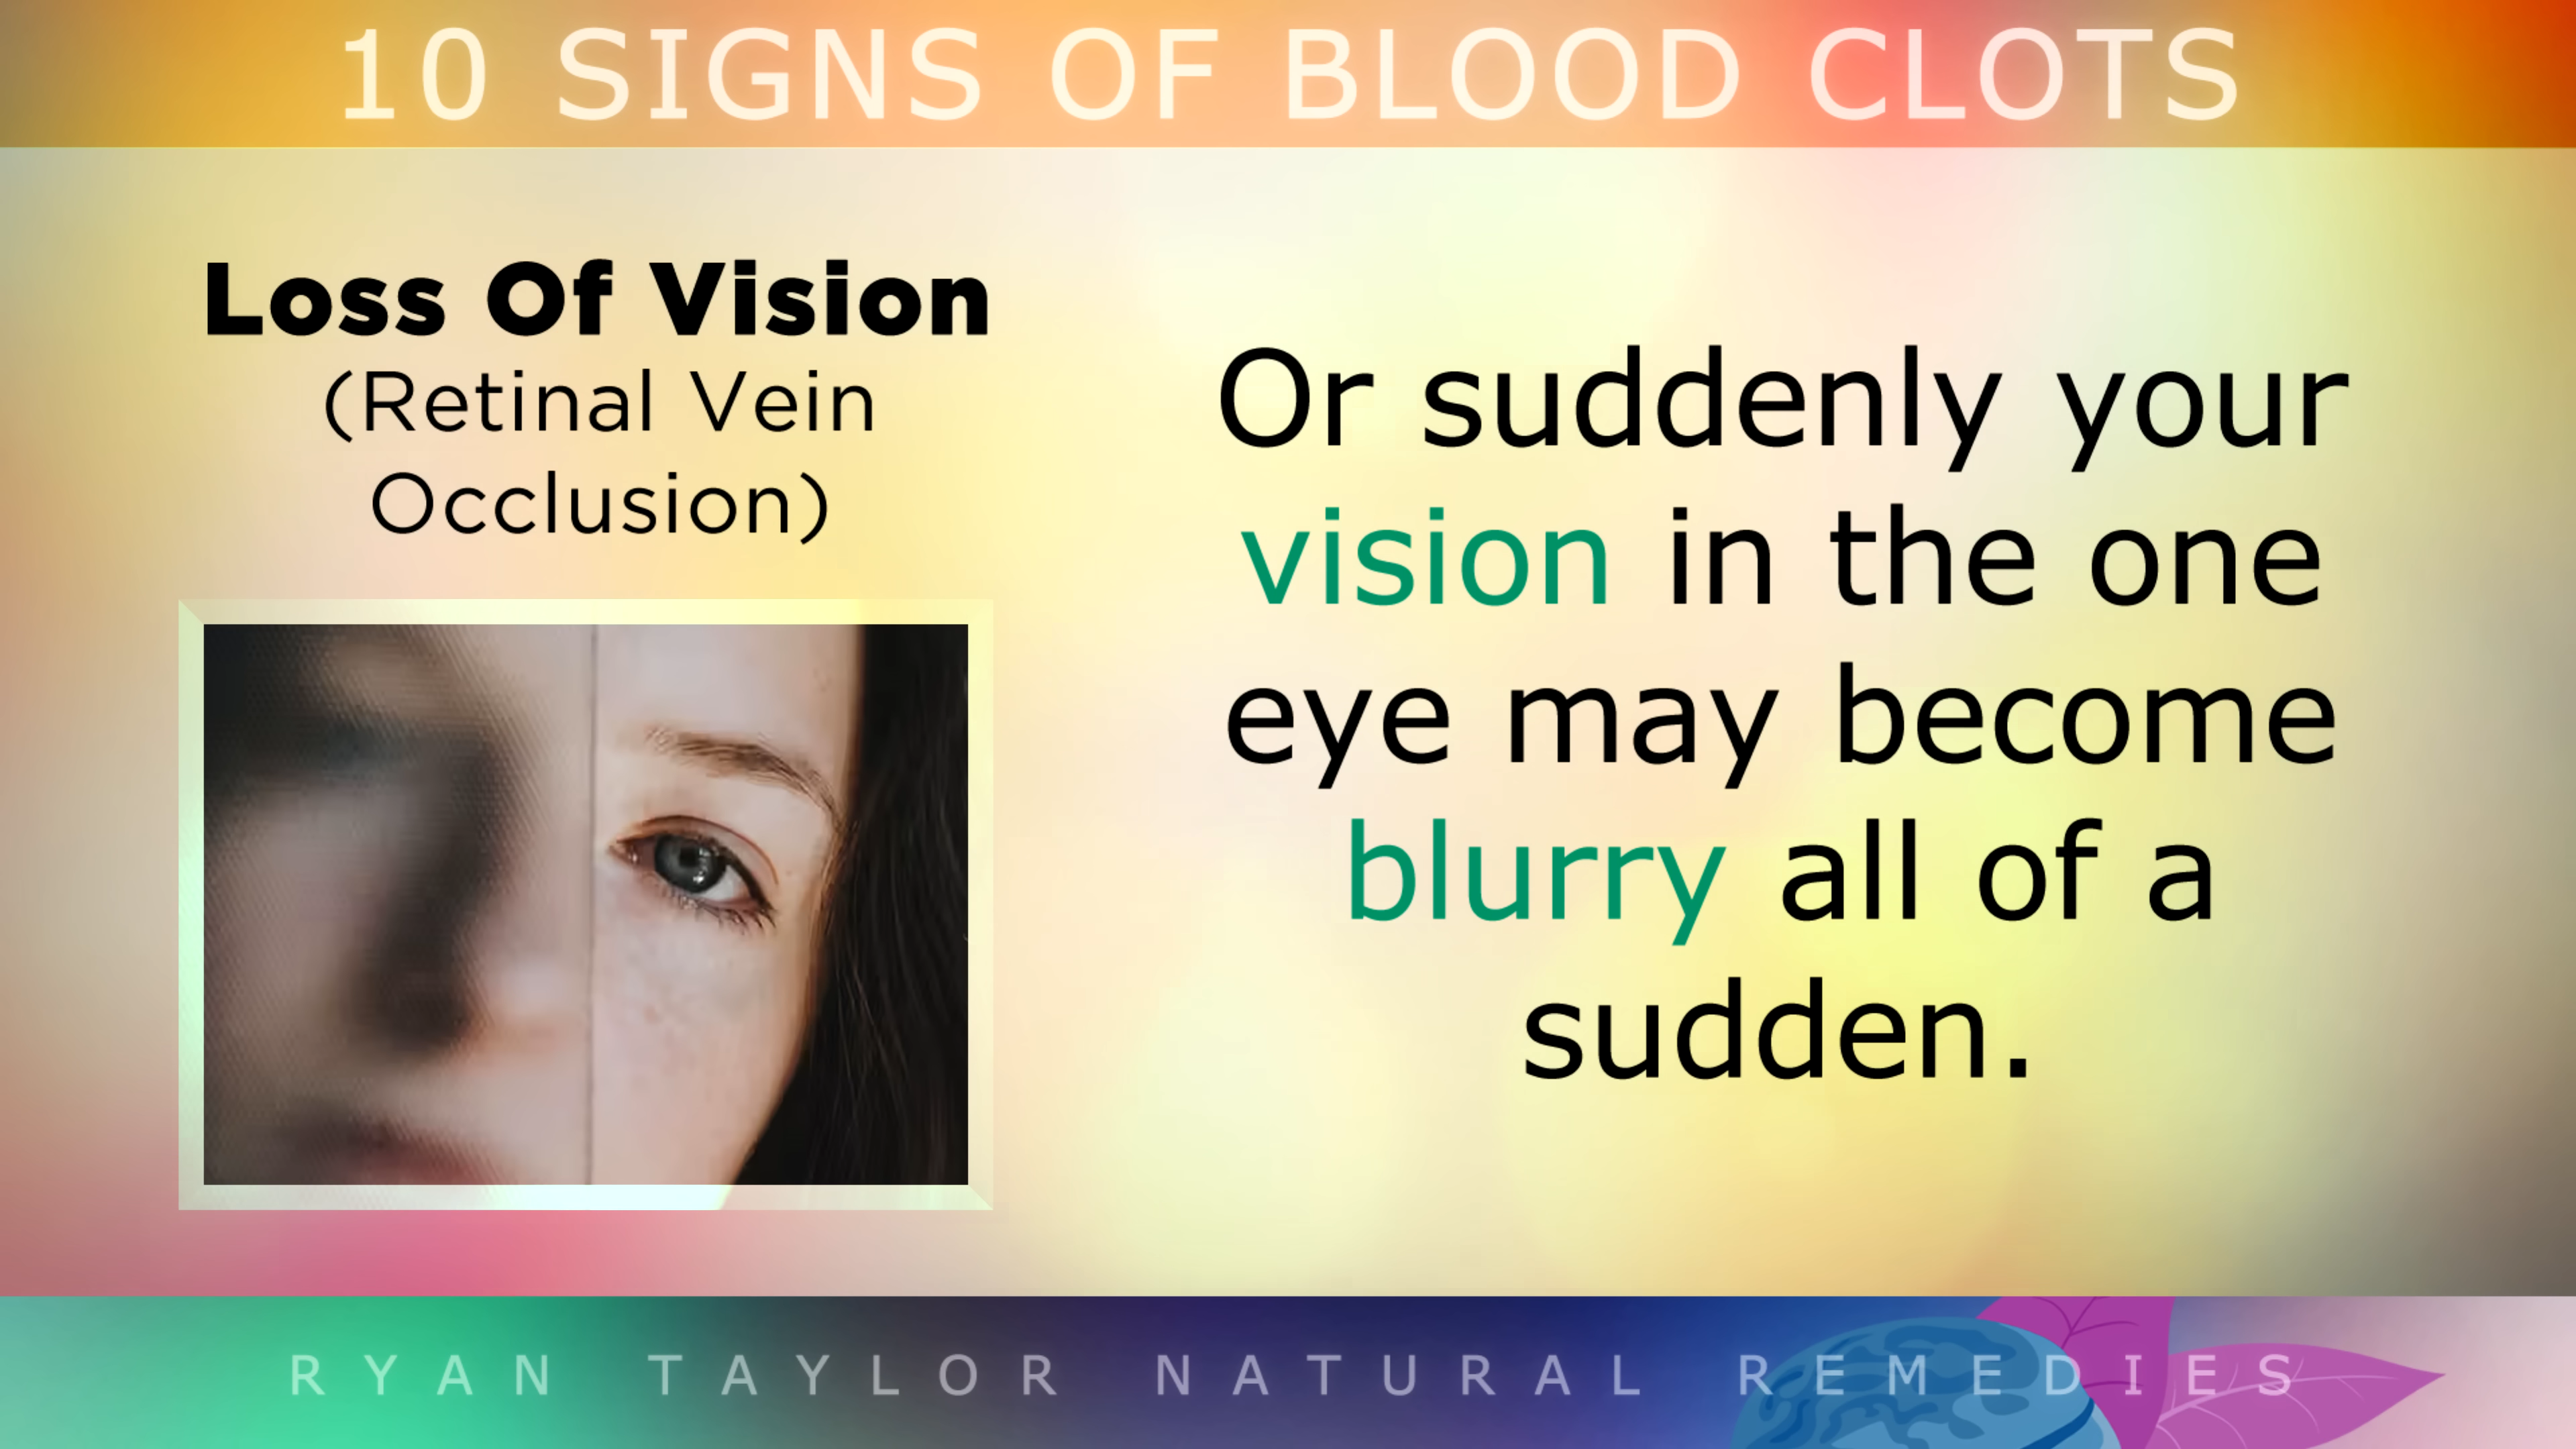 10 SIGNS OF BLOOD CLOTS
Loss Of Vision
(Retinal Vein
Occlusion)
Or suddenly your
vision in the one
eye may become
blurry all of a
sudden.
RYAN TAYLOR NATURAL REMEDIES